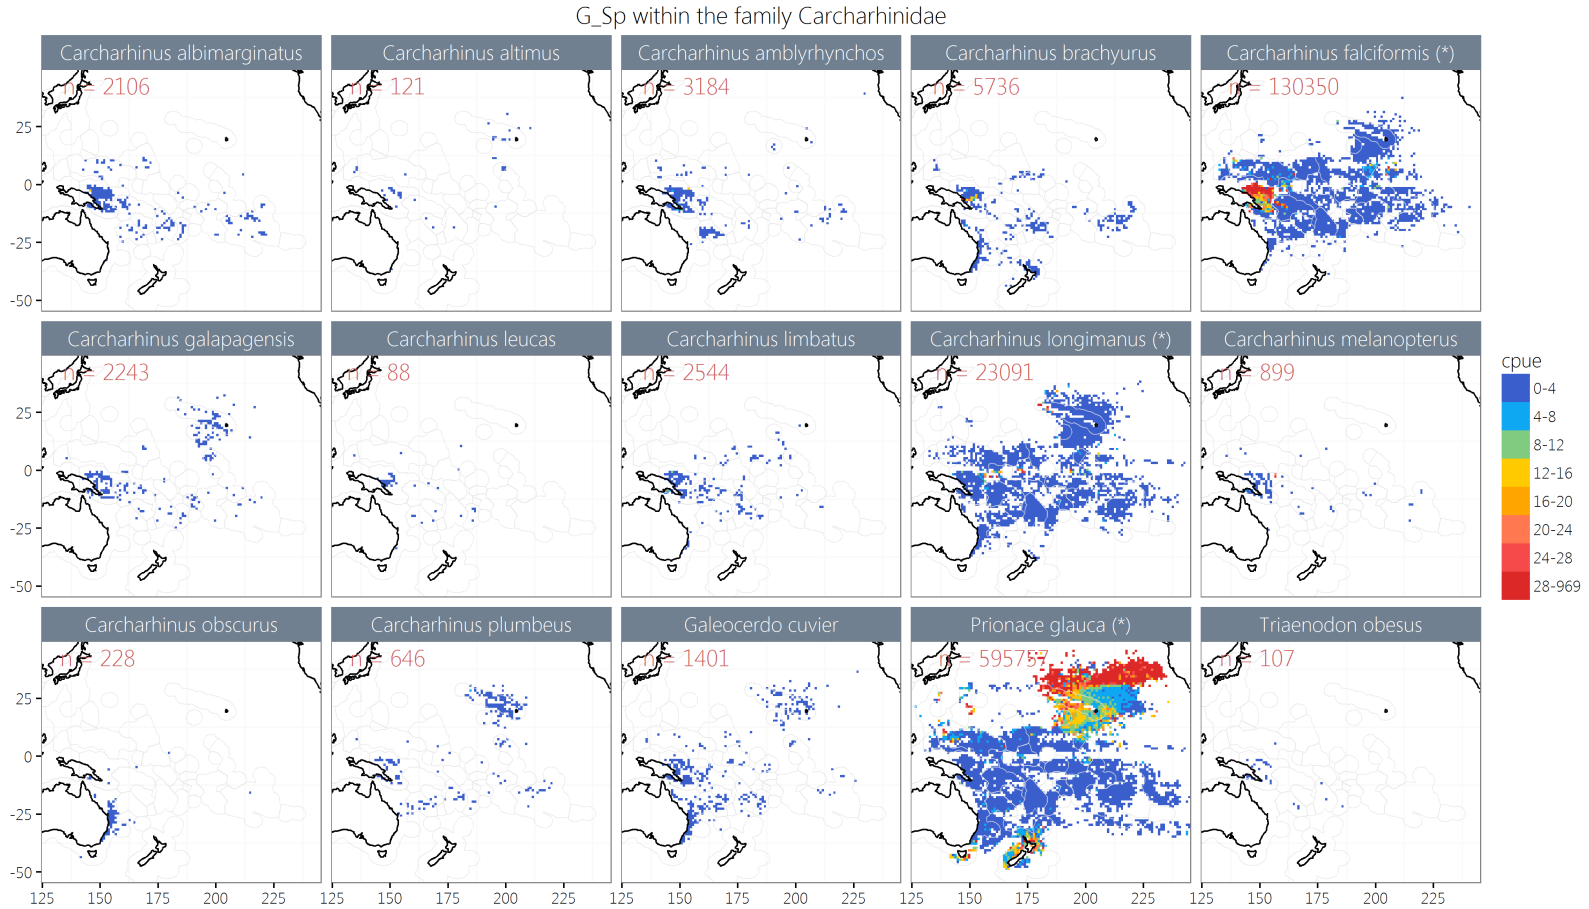 G_Sp within the family Carcharhinidae
Carcharhinus albimarginatus
Carcharhinus altimus
Carcharhinus amblyrhynchos
Carcharhinus brachyurus
Carcharhinus falciformis (*)
n = 2106
n = 121
n = 3184
n = 5736
n = 130350
25
0
-25
-50
Carcharhinus galapagensis
Carcharhinus leucas
Carcharhinus limbatus
Carcharhinus longimanus (*)
Carcharhinus melanopterus
n = 2243
n = 88
n = 2544
n = 23091
n = 899
25
0
-25
-50
cpue
0-4
4-8
8-12
12-16
16-20
20-24
24-28
28-969
Carcharhinus obscurus
Carcharhinus plumbeus
Galeocerdo cuvier
Prionace glauca (*)
Triaenodon obesus
n = 228
n = 646
n = 1401
n = 595757
n = 107
25
0
-25
-50
125 150 175 200 225
125 150 175 200 225
125 150 175 200 225
125 150 175 200 225
125 150 175 200 225